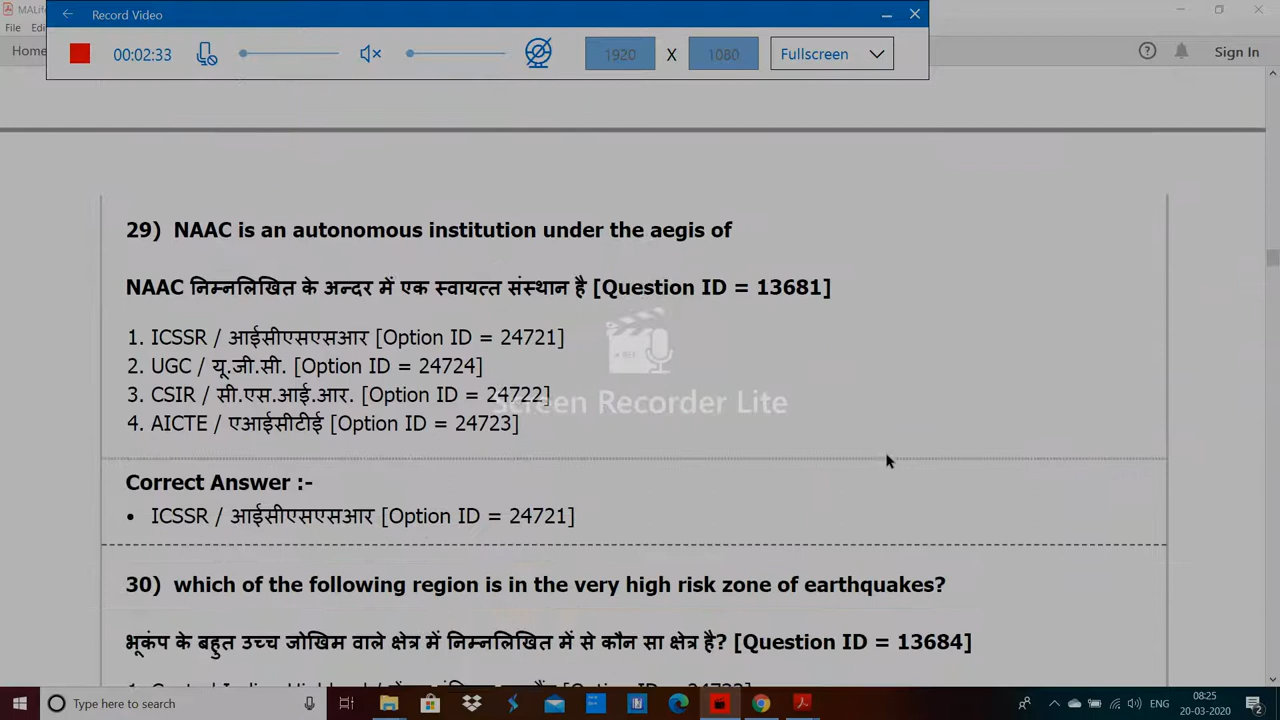 MALife
Record Video
File Edi
00:02:33
1920 X 1080 Fullscreen
Home
Sign In
29) NAAC is an autonomous institution under the aegis of
NAAC निम्नलिखित के अन्दर में एक स्वायत्त संस्थान है [Question ID = 13681]
1. ICSSR / आईसीएसएसआर [Option ID = 24721]
2. UGC / यू.जी.सी. [Option ID = 24724]
3. CSIR / सी.एस.आई.आर. [Option ID = 24722]
4. AICTE / एआईसीटीई [Option ID = 24723]
Screen Recorder Lite
Correct Answer :-
• ICSSR / आईसीएसएसआर [Option ID = 24721]
30) which of the following region is in the very high risk zone of earthquakes?
भूकंप के बहुत उच्च जोखिम वाले क्षेत्र में निम्नलिखित में से कौन सा क्षेत्र है? [Question ID = 13684]
Type here to search
ENG
08:25
20-03-2020
2